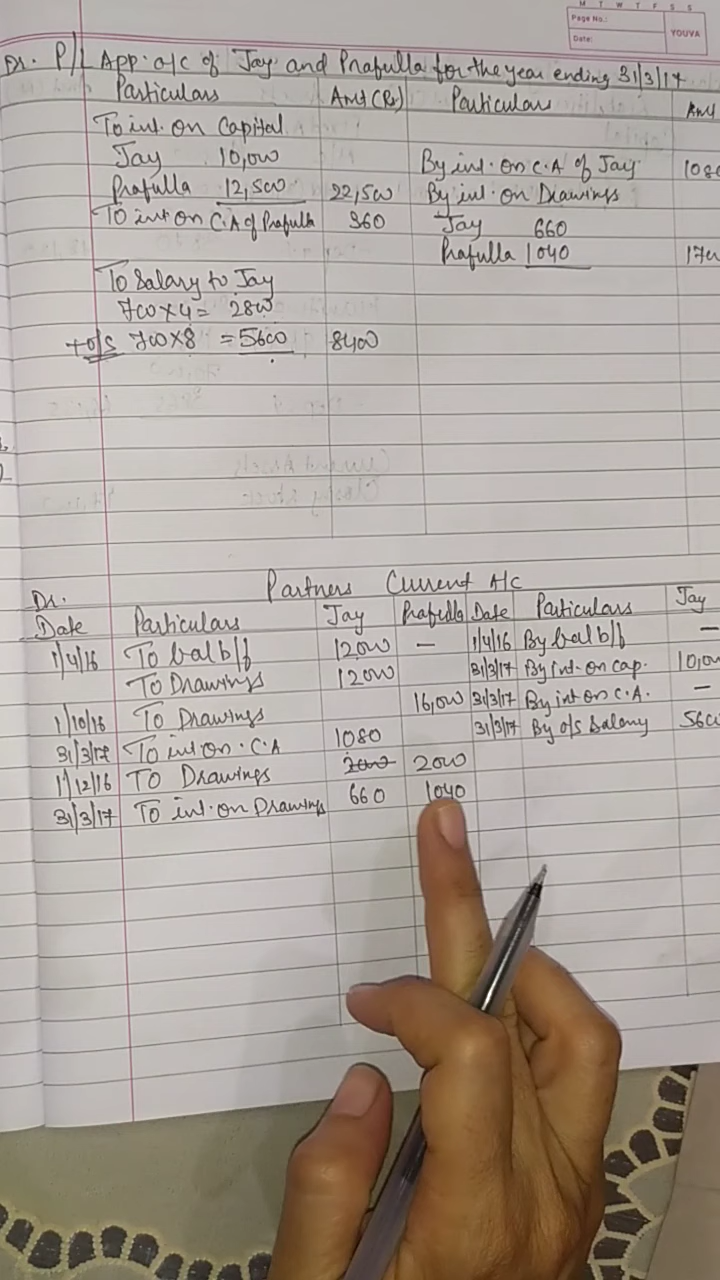 M T W T F S S
Page No.:
Date:
YOUVA
Dr. P/L App. a/c of Jay and Prafulla for the year ending 31/3/17
Particulars Amt (Rs) Particulars Amt
To int. on Capital
Jay 10,000 By int. on C.A of Jay 1080
Prafulla 12,500 22,500 By int. on Drawings
To int on C.A of Prafulla 360 Jay 660
Prafulla 1040 170
To Salary to Jay
700 x 4 = 2800
+ o/s 700 x 8 = 5600 8400
Partners Current A/c
Dr.
Date Particulars Jay Prafulla Date Particulars Jay
1/4/16 To bal b/f 12000 — 1/4/16 By bal b/f —
To Drawings 12000 31/3/17 By int. on cap. 10,000
1/10/16 To Drawings 16,000 31/3/17 By int on C.A. —
31/3/17 To int on . C.A 1080 31/3/17 By o/s Salary 560
1/12/16 To Drawings 2000 2000
31/3/17 To int. on Drawings 660 1040